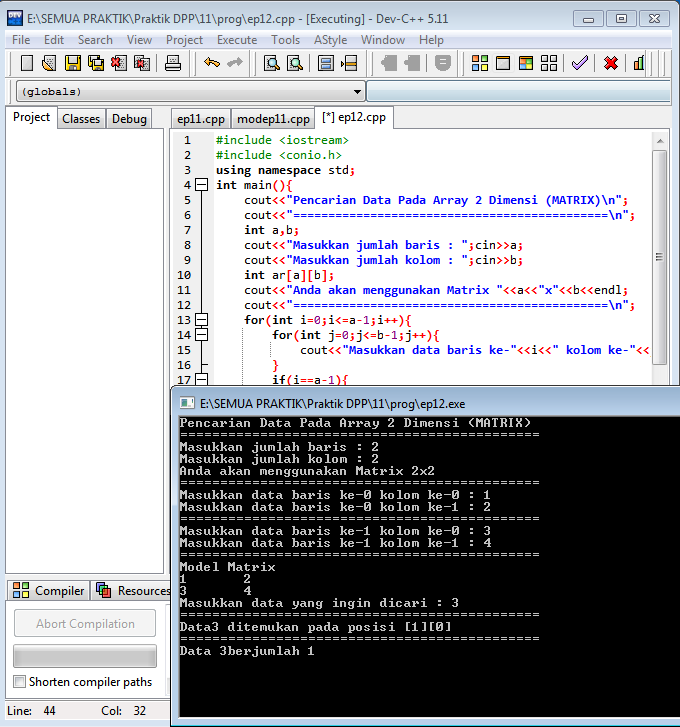 E:\SEMUA PRAKTIK\Praktik DPP\11\prog\ep12.cpp - [Executing] - Dev-C++ 5.11
File Edit Search View Project Execute Tools AStyle Window Help
(globals)
Project Classes Debug
ep11.cpp modep11.cpp [*] ep12.cpp
1 #include <iostream>
2 #include <conio.h>
3 using namespace std;
4 int main(){
5 cout<<"Pencarian Data Pada Array 2 Dimensi (MATRIX)\n";
6 cout<<"=============================================\n";
7 int a,b;
8 cout<<"Masukkan jumlah baris : ";cin>>a;
9 cout<<"Masukkan jumlah kolom : ";cin>>b;
10 int ar[a][b];
11 cout<<"Anda akan menggunakan Matrix "<<a<<"x"<<b<<endl;
12 cout<<"=============================================\n";
13 for(int i=0;i<=a-1;i++){
14 for(int j=0;j<=b-1;j++){
15 cout<<"Masukkan data baris ke-"<<i<<" kolom ke-"<<
16 }
17 if(i==a-1){
E:\SEMUA PRAKTIK\Praktik DPP\11\prog\ep12.exe
Pencarian Data Pada Array 2 Dimensi (MATRIX)
=============================================
Masukkan jumlah baris : 2
Masukkan jumlah kolom : 2
Anda akan menggunakan Matrix 2x2
=============================================
Masukkan data baris ke-0 kolom ke-0 : 1
Masukkan data baris ke-0 kolom ke-1 : 2
=============================================
Masukkan data baris ke-1 kolom ke-0 : 3
Masukkan data baris ke-1 kolom ke-1 : 4
=============================================
Model Matrix
1 2
3 4
Masukkan data yang ingin dicari : 3
=============================================
Data3 ditemukan pada posisi [1][0]
=============================================
Data 3berjumlah 1
Compiler Resources
Abort Compilation
Shorten compiler paths
Line: 44 Col: 32